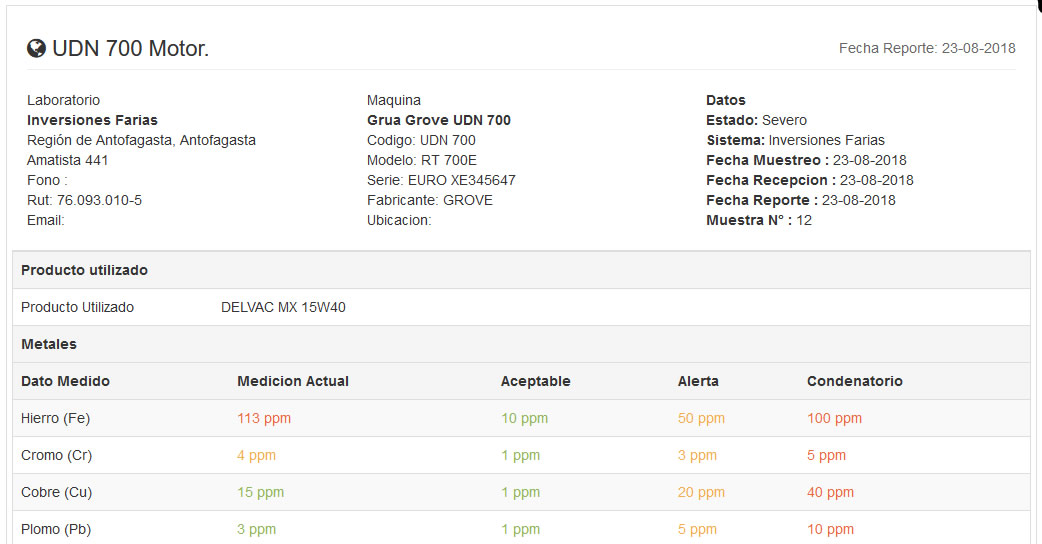 UDN 700 Motor.
Fecha Reporte: 23-08-2018
Laboratorio
Inversiones Farias
Región de Antofagasta, Antofagasta
Amatista 441
Fono :
Rut: 76.093.010-5
Email:
Maquina
Grua Grove UDN 700
Codigo: UDN 700
Modelo: RT 700E
Serie: EURO XE345647
Fabricante: GROVE
Ubicacion:
Datos
Estado: Severo
Sistema: Inversiones Farias
Fecha Muestreo : 23-08-2018
Fecha Recepcion : 23-08-2018
Fecha Reporte : 23-08-2018
Muestra N° : 12
Producto utilizado
Producto Utilizado DELVAC MX 15W40
Metales
Dato Medido Medicion Actual Aceptable Alerta Condenatorio
Hierro (Fe) 113 ppm 10 ppm 50 ppm 100 ppm
Cromo (Cr) 4 ppm 1 ppm 3 ppm 5 ppm
Cobre (Cu) 15 ppm 1 ppm 20 ppm 40 ppm
Plomo (Pb) 3 ppm 1 ppm 5 ppm 10 ppm